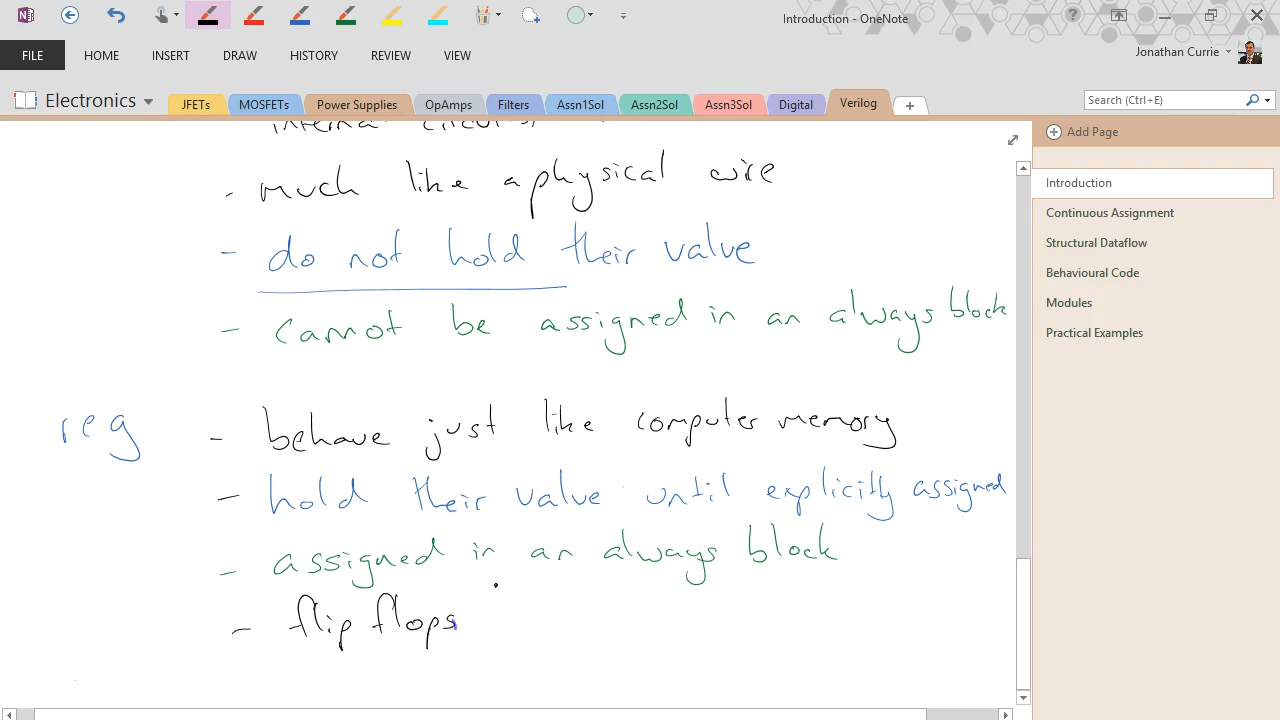 Introduction - OneNote
?
Jonathan Currie
FILE HOME INSERT DRAW HISTORY REVIEW VIEW
Electronics
JFETs MOSFETs Power Supplies OpAmps Filters Assn1Sol Assn2Sol Assn3Sol Digital Verilog
Search (Ctrl+E)
Add Page
Introduction
Continuous Assignment
Structural Dataflow
Behavioural Code
Modules
Practical Examples
internal
- much like a physical wire
- do not hold their value
- cannot be assigned in an always block
reg - behave just like computer memory
- hold their value until explicitly assigned
- assigned in an always block
- flip flops